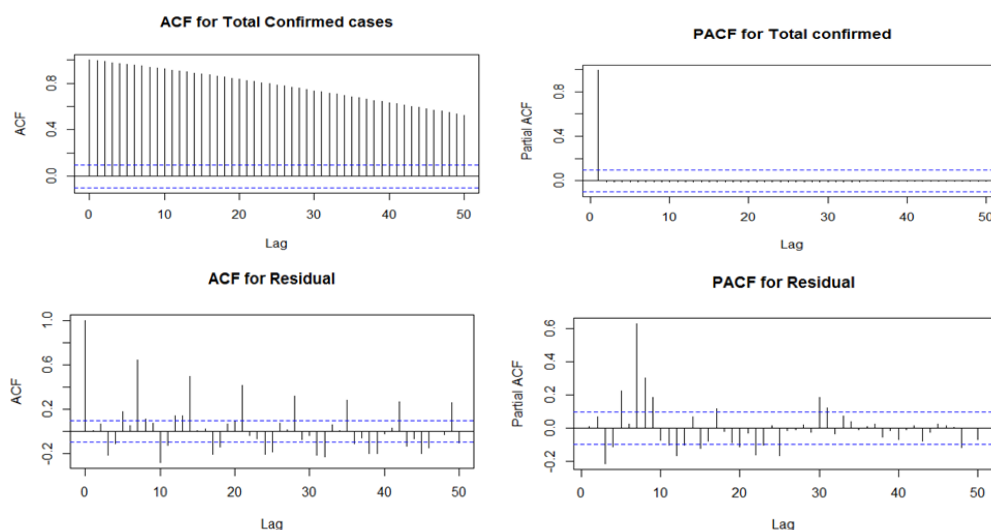 ACF for Total Confirmed cases
ACF
0.0 0.4 0.8
0 10 20 30 40 50
Lag
PACF for Total confirmed
Partial ACF
0.0 0.4 0.8
0 10 20 30 40 50
Lag
ACF for Residual
ACF
-0.2 0.2 0.6 1.0
0 10 20 30 40 50
Lag
PACF for Residual
Partial ACF
-0.2 0.0 0.2 0.4 0.6
0 10 20 30 40 50
Lag